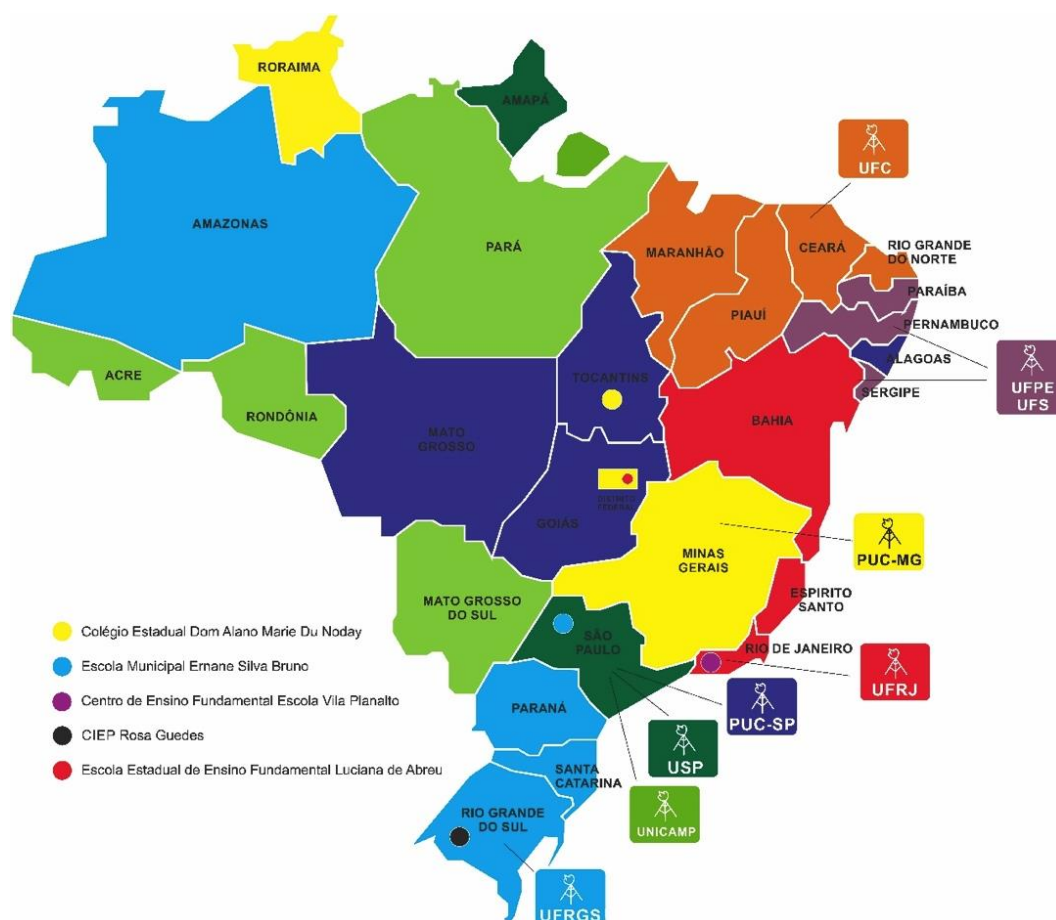 RORAIMA
AMAPÁ
UFC
AMAZONAS
PARÁ
MARANHÃO
CEARÁ
RIO GRANDE
DO NORTE
PARAÍBA
PIAUÍ
PERNAMBUCO
ALAGOAS
ACRE
TOCANTINS
SERGIPE
UFPE
UFS
RONDÔNIA
MATO
GROSSO
BAHIA
DISTRITO
FEDERAL
GOIÁS
PUC-MG
MINAS
GERAIS
ESPIRITO
SANTO
MATO GROSSO
DO SUL
SÃO
PAULO
RIO DE JANEIRO
UFRJ
Colégio Estadual Dom Alano Marie Du Noday
Escola Municipal Ernane Silva Bruno
Centro de Ensino Fundamental Escola Vila Planalto
CIEP Rosa Guedes
Escola Estadual de Ensino Fundamental Luciana de Abreu
PARANÁ
PUC-SP
USP
SANTA
CATARINA
UNICAMP
RIO GRANDE
DO SUL
UFRGS